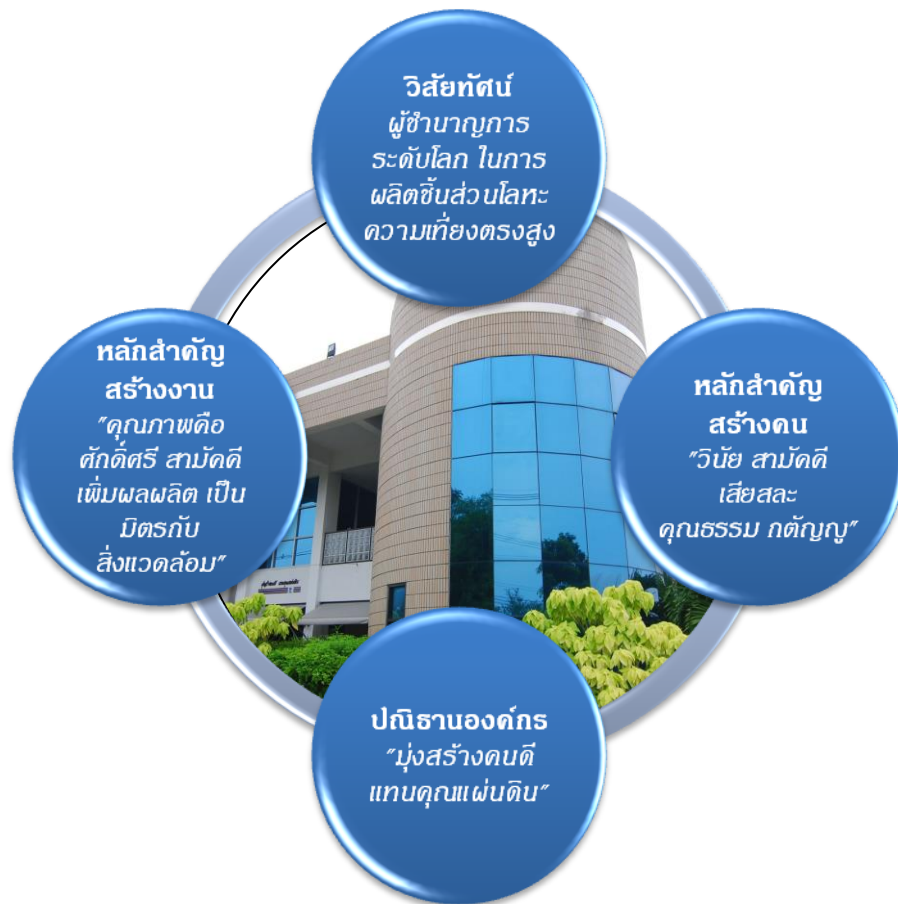 วิสัยทัศน์
ผู้ชำนาญการ
ระดับโลก ในการ
ผลิตชิ้นส่วนโลหะ
ความเที่ยงตรงสูง
หลักสำคัญ
สร้างงาน
"คุณภาพคือ
ศักดิ์ศรี สามัคคี
เพิ่มผลผลิต เป็น
มิตรกับ
สิ่งแวดล้อม"
หลักสำคัญ
สร้างคน
"วินัย สามัคคี
เสียสละ
คุณธรรม กตัญญู"
ปณิธานองค์กร
"มุ่งสร้างคนดี
แทนคุณแผ่นดิน"